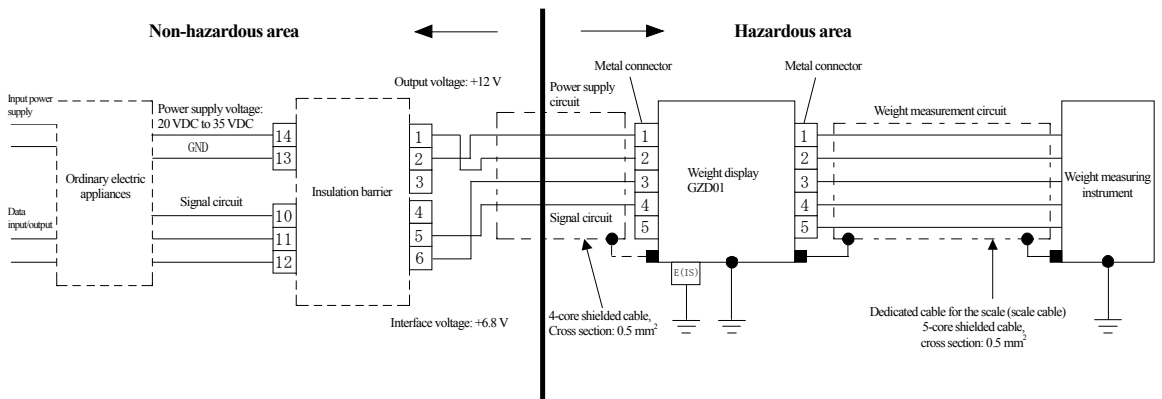 Non-hazardous area
Hazardous area
Output voltage: +12 V
Metal connector
Metal connector
Input power
supply
Power supply voltage:
20 VDC to 35 VDC
Power supply
circuit
Weight measurement circuit
14
GND
13
1
2
3
1
2
3
4
5
1
2
3
4
5
Ordinary electric
appliances
Insulation barrier
Weight display
GZD01
Weight measuring
instrument
Data
input/output
Signal circuit
10
11
12
4
5
6
Signal circuit
E(IS)
Interface voltage: +6.8 V
4-core shielded cable,
Cross section: 0.5 mm²
Dedicated cable for the scale (scale cable)
5-core shielded cable,
cross section: 0.5 mm²